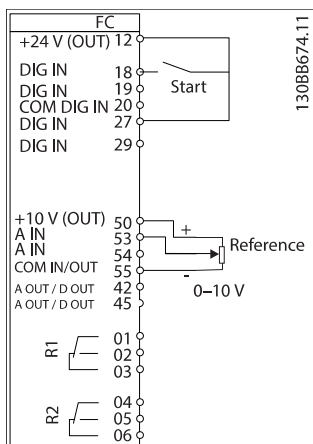 FC
+24 V (OUT) 12
DIG IN 18
DIG IN 19
COM DIG IN 20
DIG IN 27
DIG IN 29
Start
130BB674.11
+10 V (OUT) 50
A IN 53
A IN 54
COM IN/OUT 55
A OUT / D OUT 42
A OUT / D OUT 45
+
Reference
-
0–10 V
R1
01
02
03
R2
04
05
06